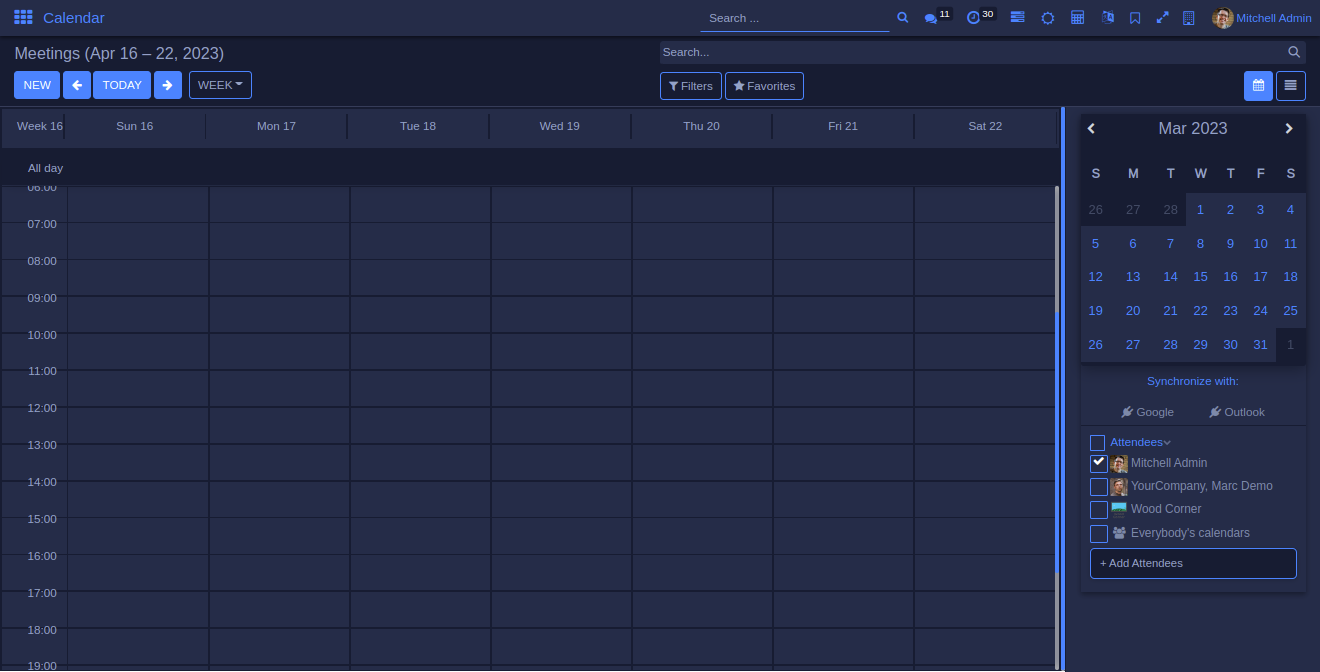 Calendar
Search ...
11
30
Mitchell Admin
Meetings (Apr 16 – 22, 2023)
Search...
NEW
TODAY
WEEK
Filters
Favorites
Week 16 Sun 16 Mon 17 Tue 18 Wed 19 Thu 20 Fri 21 Sat 22
All day
06:00
07:00
08:00
09:00
10:00
11:00
12:00
13:00
14:00
15:00
16:00
17:00
18:00
19:00
Mar 2023
S M T W T F S
26 27 28 1 2 3 4
5 6 7 8 9 10 11
12 13 14 15 16 17 18
19 20 21 22 23 24 25
26 27 28 29 30 31 1
Synchronize with:
Google Outlook
Attendees
Mitchell Admin
YourCompany, Marc Demo
Wood Corner
Everybody's calendars
+ Add Attendees